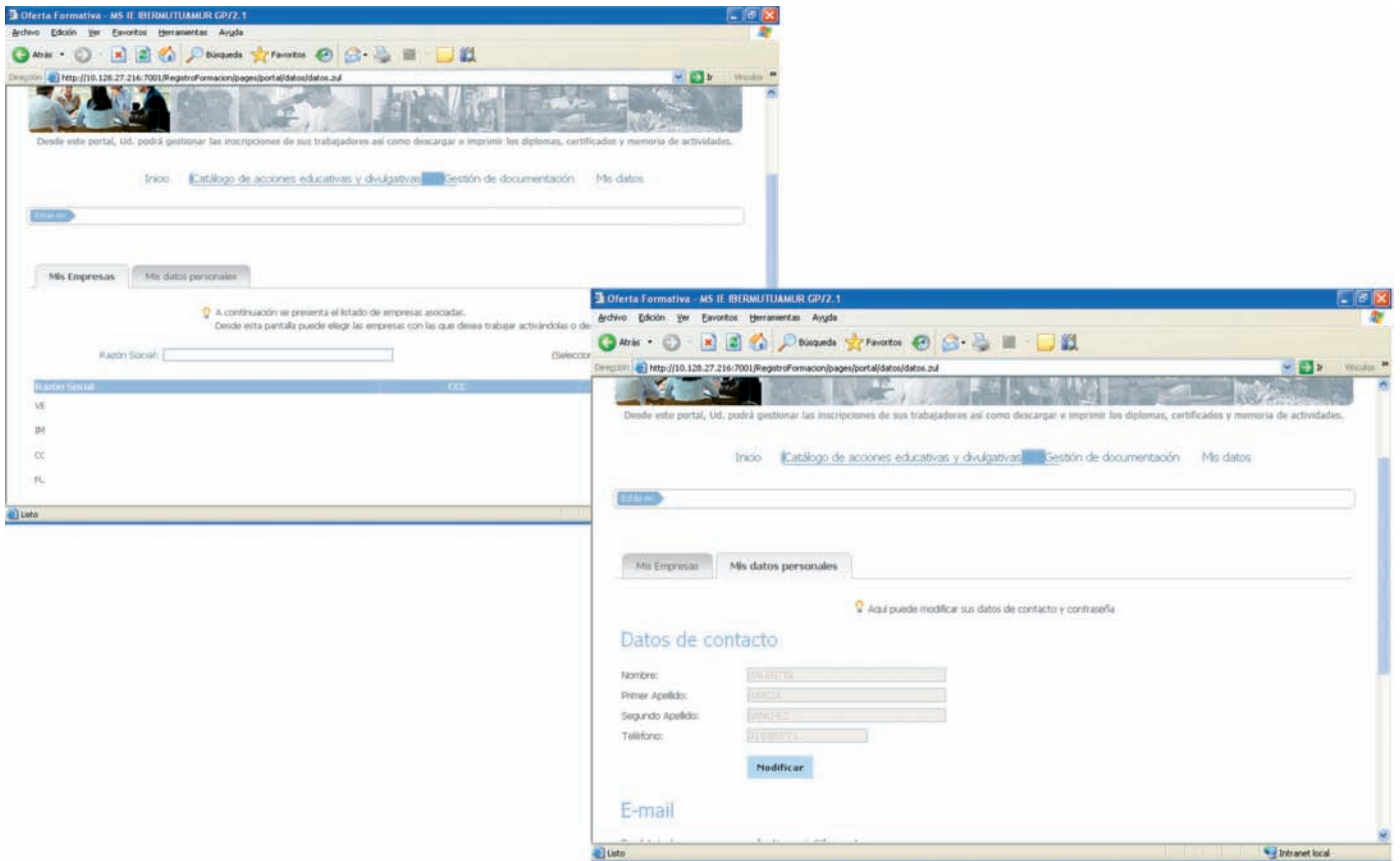 Oferta Formativa - MS IE IBERMUTUAMUR GP/2.1
Archivo Edición Ver Favoritos Herramientas Ayuda
Atrás Búsqueda Favoritos
Dirección http://10.128.27.216:7001/RegistroFormacion/pages/portal/datos/datos.zul Ir Vínculos
Desde este portal, Ud. podrá gestionar las inscripciones de sus trabajadores así como descargar e imprimir los diplomas, certificados y memoria de actividades.
Inicio Catálogo de acciones educativas y divulgativas Gestión de documentación Mis datos
Estás en:
Mis Empresas Mis datos personales
A continuación se presenta el listado de empresas asociadas.
Desde esta pantalla puede elegir las empresas con las que desea trabajar activándolas o de
Razón Social: (Seleccior
Razón Social CCC
VE
IM
CC
FU
Listo
Oferta Formativa - MS IE IBERMUTUAMUR GP/2.1
Archivo Edición Ver Favoritos Herramientas Ayuda
Atrás Búsqueda Favoritos
Dirección http://10.128.27.216:7001/RegistroFormacion/pages/portal/datos/datos.zul Ir Vínculos
Desde este portal, Ud. podrá gestionar las inscripciones de sus trabajadores así como descargar e imprimir los diplomas, certificados y memoria de actividades.
Inicio Catálogo de acciones educativas y divulgativas Gestión de documentación Mis datos
Estás en:
Mis Empresas Mis datos personales
Aquí puede modificar sus datos de contacto y contraseña
Datos de contacto
Nombre:
Primer Apellido:
Segundo Apellido: SANCHEZ
Teléfono:
Modificar
E-mail
Listo Intranet local